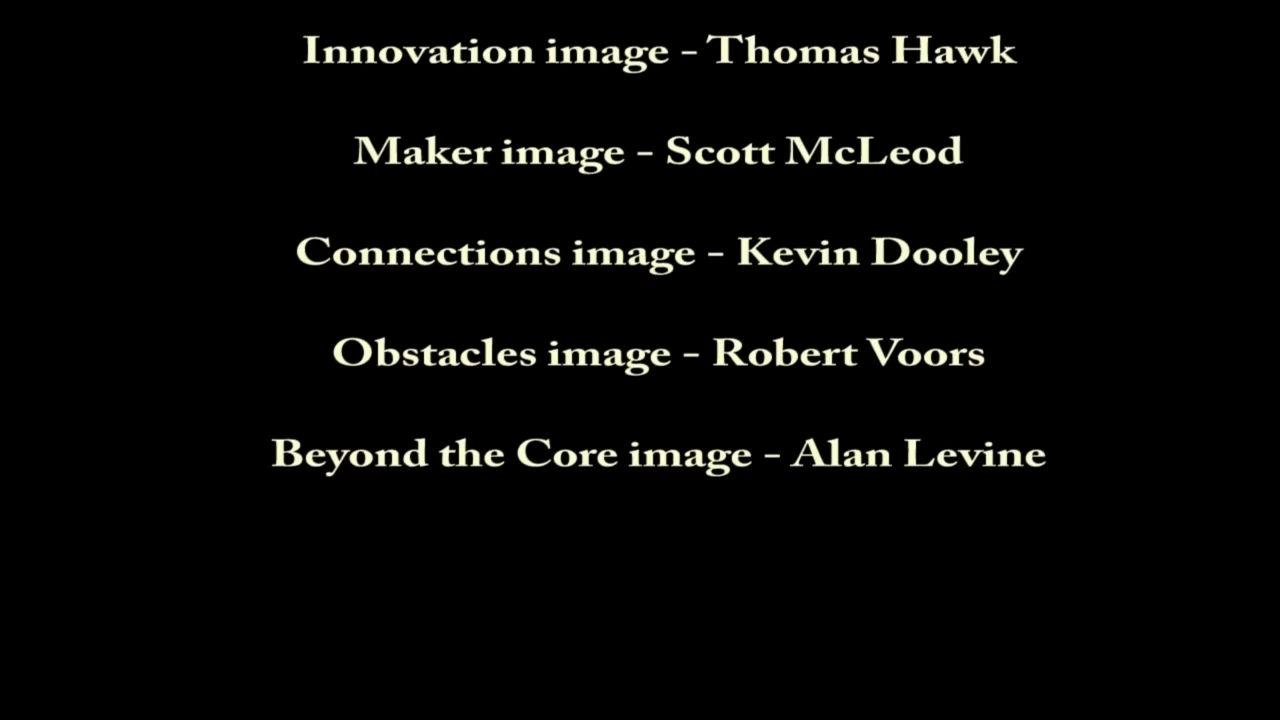 Innovation image - Thomas Hawk
Maker image - Scott McLeod
Connections image - Kevin Dooley
Obstacles image - Robert Voors
Beyond the Core image - Alan Levine